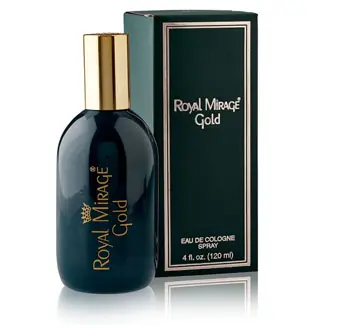 ROYAL MIRAGE®
Gold
ROYAL MIRAGE®
Gold
EAU DE COLOGNE
SPRAY
4 fl. oz. (120 ml)